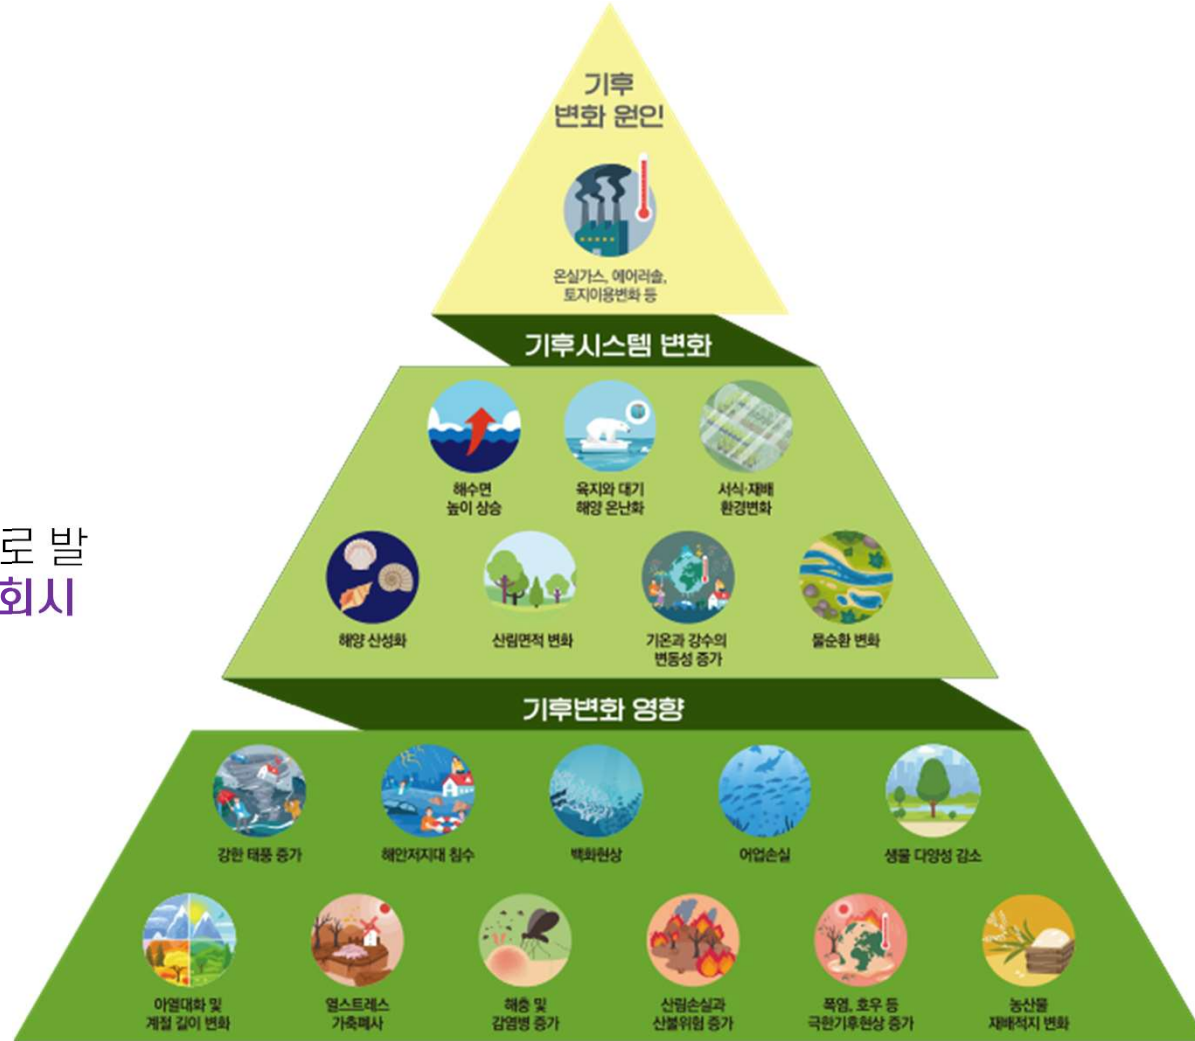 기후
변화 원인
온실가스, 에어러솔,
토지이용변화 등
기후시스템 변화
해수면
높이 상승
육지와 대기
해양 온난화
서식·재배
환경변화
로 발
회시
해양 산성화
산림면적 변화
기온과 강수의
변동성 증가
물순환 변화
기후변화 영향
강한 태풍 증가
해안저지대 침수
백화현상
어업손실
생물 다양성 감소
아열대화 및
계절 길이 변화
열스트레스
가축폐사
해충 및
감염병 증가
산림손실과
산불위험 증가
폭염, 호우 등
극한기후현상 증가
농산물
재배적지 변화